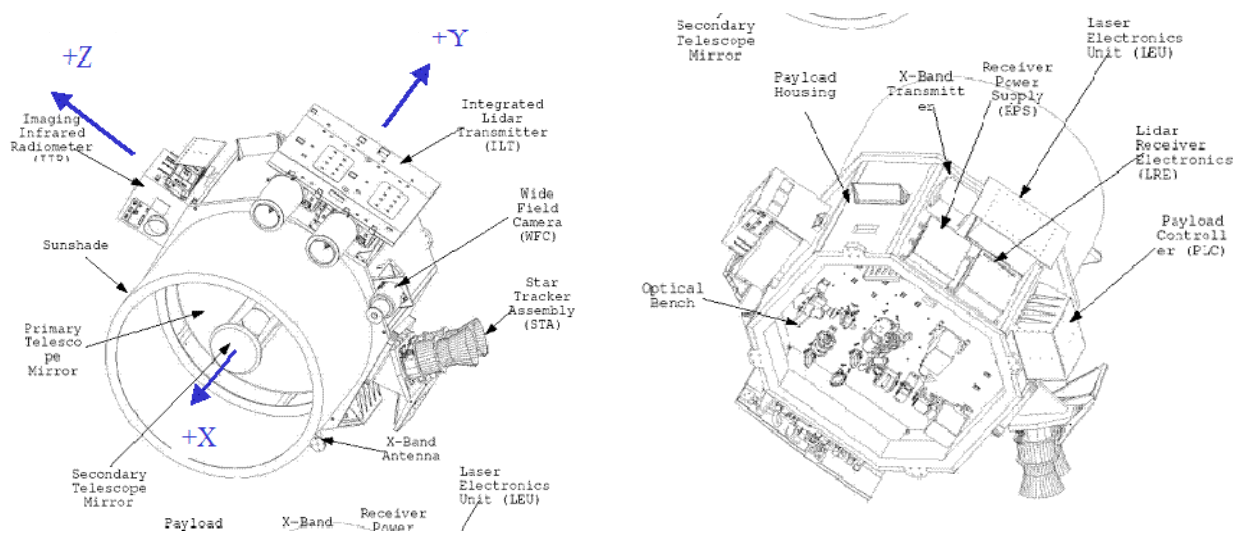 +Z
+Y
Imaging
Infrared
Radiometer
Integrated
Lidar
Transmitter
(ILT)
Wide
Field
Camera
(WFC)
Sunshade
Star
Tracker
Assembly
(STA)
Primary
Telesco
pe
Mirror
+X
X-Band
Antenna
Secondary
Telescope
Mirror
Laser
Electronics
Unit (LEU)
Payload
X-Band
Receiver
Power
Secondary
Telescope
Mirror
Laser
Electronics
Unit (LEU)
Payload
Housing
X-Band
Transmitt
er
Receiver
Power
Supply
(RPS)
Lidar
Receiver
Electronics
(LRE)
Payload
Controll
er (PLC)
Optical
Bench